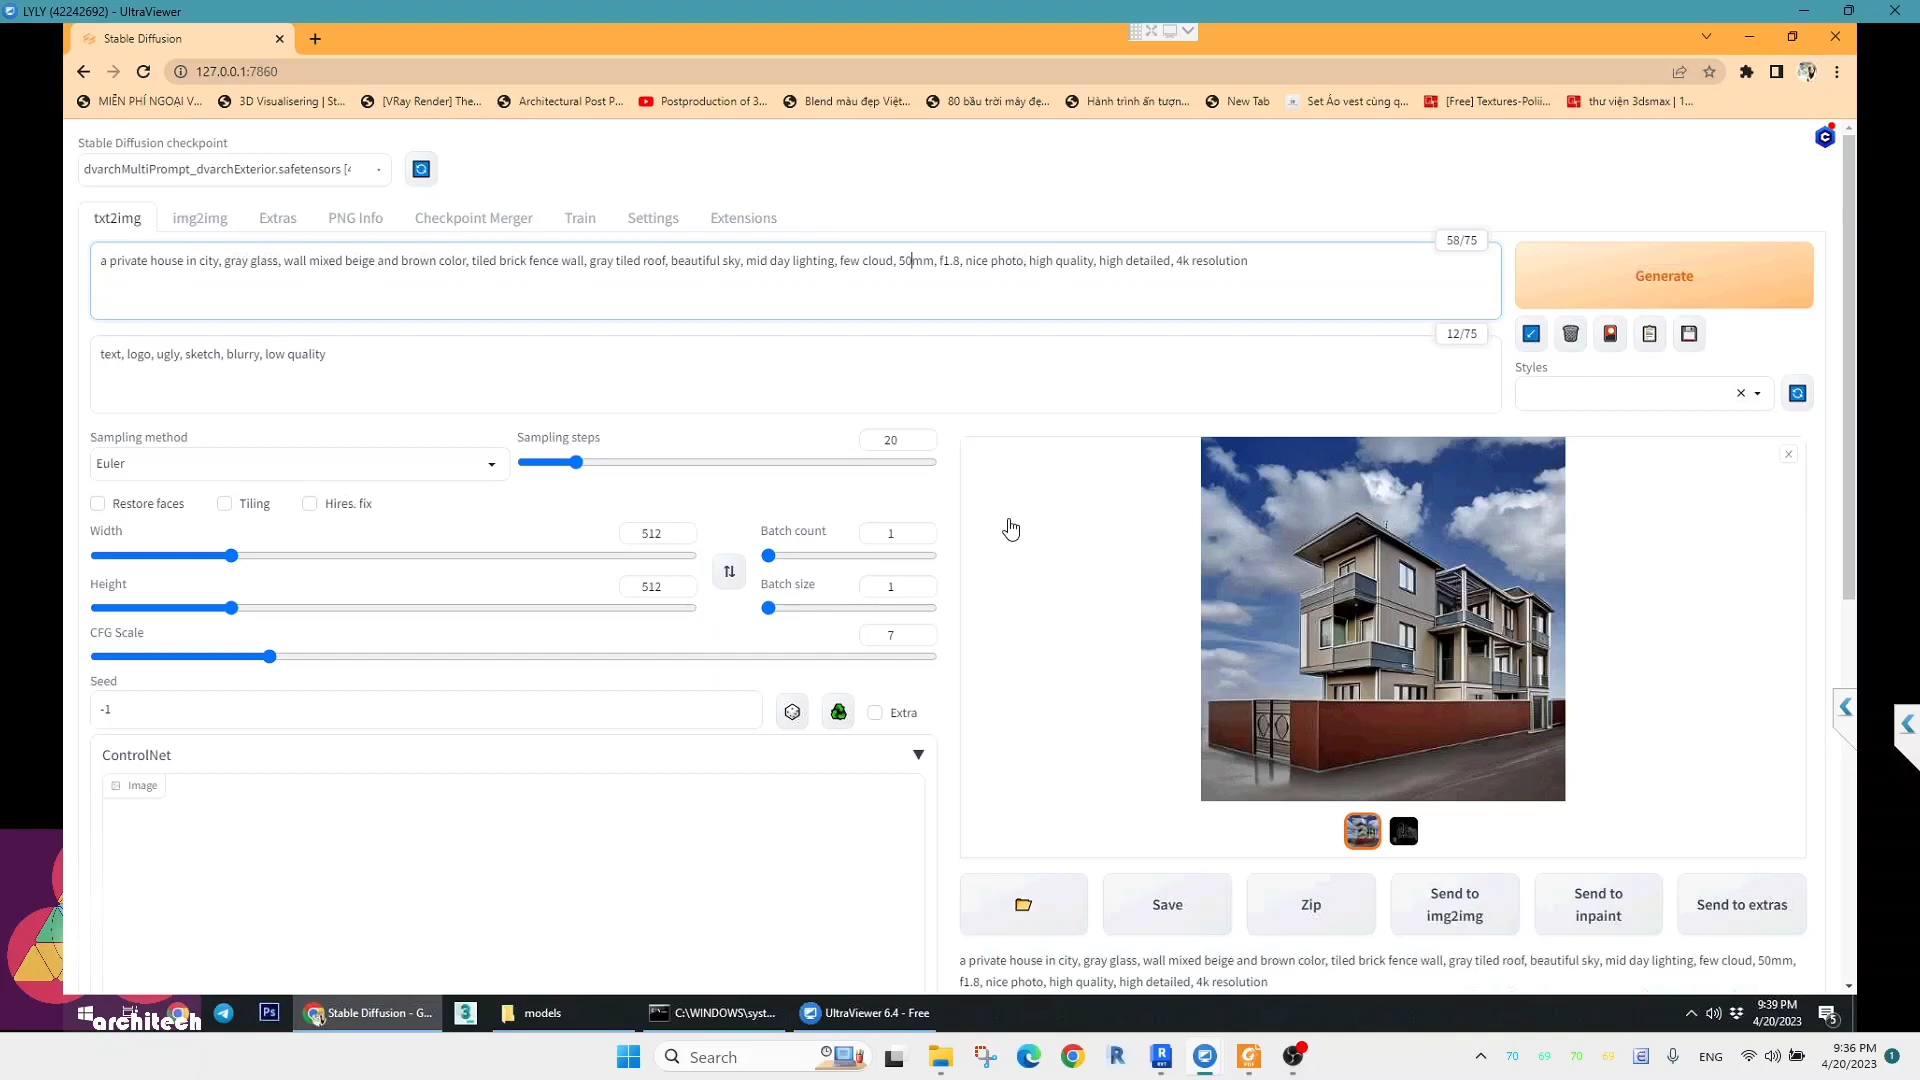 LYLY (42242692) - UltraViewer
Stable Diffusion
127.0.0.1:7860
MIỄN PHÍ NGOẠI V...
3D Visualisering | St...
[VRay Render] The...
Architectural Post P...
Postproduction of 3...
Blend màu đẹp Việt...
80 bầu trời mây đẹ...
Hành trình ấn tượn...
New Tab
Set Áo vest cùng q...
[Free] Textures-Polii...
thư viện 3dsmax | 1...
Stable Diffusion checkpoint
dvarchMultiPrompt_dvarchExterior.safetensors [4
txt2img
img2img
Extras
PNG Info
Checkpoint Merger
Train
Settings
Extensions
58/75
a private house in city, gray glass, wall mixed beige and brown color, tiled brick fence wall, gray tiled roof, beautiful sky, mid day lighting, few cloud, 50mm, f1.8, nice photo, high quality, high detailed, 4k resolution
Generate
12/75
text, logo, ugly, sketch, blurry, low quality
Styles
Sampling method
Euler
Sampling steps
20
Restore faces
Tiling
Hires. fix
Width
512
Batch count
1
Height
512
Batch size
1
CFG Scale
7
Seed
-1
Extra
ControlNet
Image
Save
Zip
Send to
img2img
Send to
inpaint
Send to extras
a private house in city, gray glass, wall mixed beige and brown color, tiled brick fence wall, gray tiled roof, beautiful sky, mid day lighting, few cloud, 50mm,
f1.8, nice photo, high quality, high detailed, 4k resolution
architech
Ps
Stable Diffusion - G...
3
models
C:\WINDOWS\syst...
UltraViewer 6.4 - Free
9:39 PM
4/20/2023
5
Search
R
70
69
70
69
ENG
9:36 PM
4/20/2023
1